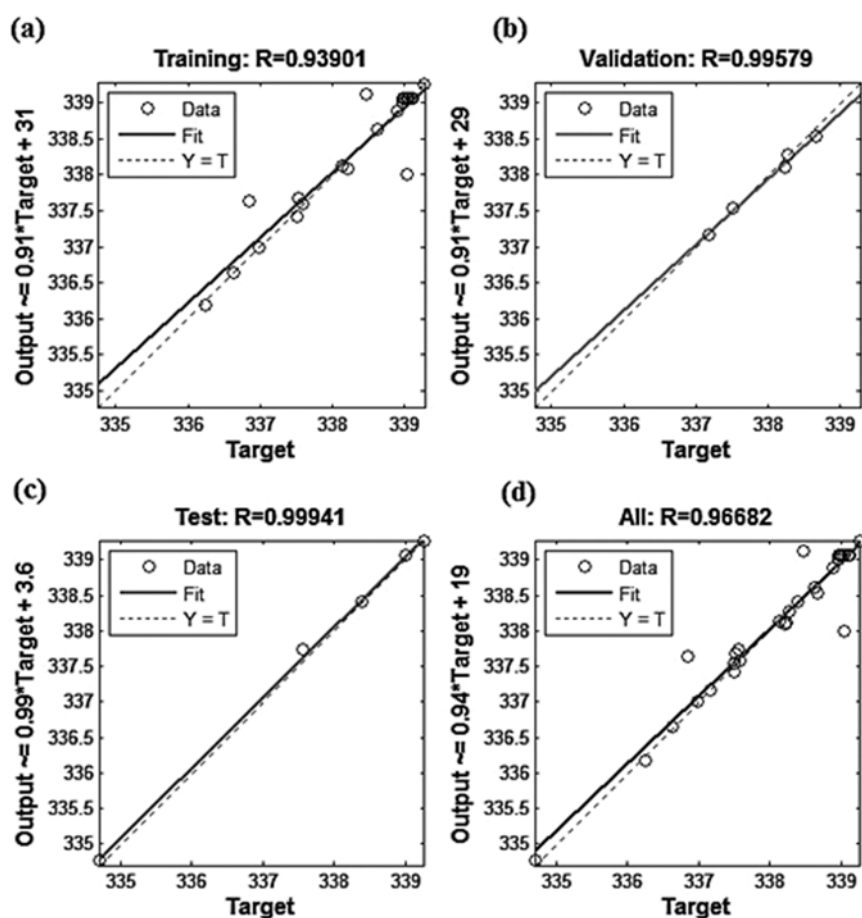 (a)
Training: R=0.93901
Output ~= 0.91*Target + 31
339
338.5
338
337.5
337
336.5
336
335.5
335
Data
Fit
Y = T
335 336 337 338 339
Target
(b)
Validation: R=0.99579
Output ~= 0.91*Target + 29
339
338.5
338
337.5
337
336.5
336
335.5
335
Data
Fit
Y = T
335 336 337 338 339
Target
(c)
Test: R=0.99941
Output ~= 0.99*Target + 3.6
339
338.5
338
337.5
337
336.5
336
335.5
335
Data
Fit
Y = T
335 336 337 338 339
Target
(d)
All: R=0.96682
Output ~= 0.94*Target + 19
339
338.5
338
337.5
337
336.5
336
335.5
335
Data
Fit
Y = T
335 336 337 338 339
Target